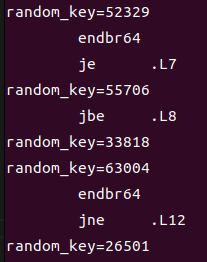 random_key=52329
endbr64
je .L7
random_key=55706
jbe .L8
random_key=33818
random_key=63004
endbr64
jne .L12
random_key=26501